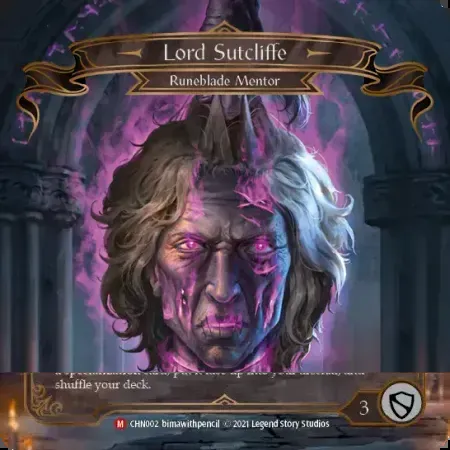 Lord Sutcliffe
Runeblade Mentor
shuffle your deck.
3
M CHN002 bimawithpencil © 2021 Legend Story Studios